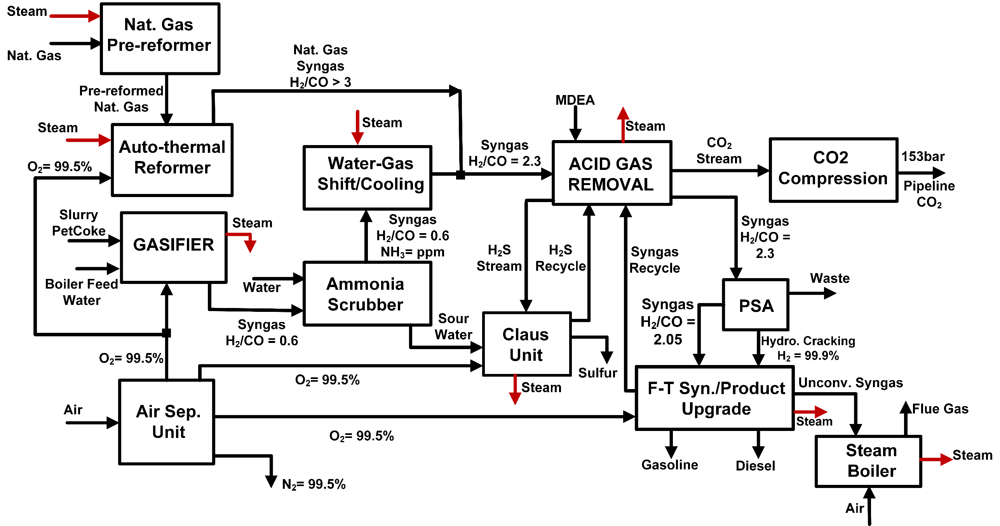 Steam
Nat. Gas
Pre-reformer
Nat. Gas
Pre-reformed
Nat. Gas
Steam
Auto-thermal
Reformer
O₂= 99.5%
Nat. Gas
Syngas
H₂/CO > 3
Slurry
PetCoke
GASIFIER
Steam
Boiler Feed
Water
O₂= 99.5%
Air
Air Sep.
Unit
N₂= 99.5%
O₂= 99.5%
O₂= 99.5%
Syngas
H₂/CO = 0.6
Water
Ammonia
Scrubber
Syngas
H₂/CO = 0.6
NH₃= ppm
Steam
Water-Gas
Shift/Cooling
Syngas
H₂/CO = 2.3
Sour
Water
MDEA
Steam
ACID GAS
REMOVAL
CO₂
Stream
CO2
Compression
153bar
Pipeline
CO₂
H₂S
Stream
H₂S
Recycle
Syngas
Recycle
Syngas
H₂/CO =
2.3
Claus
Unit
Sulfur
Steam
PSA
Waste
Syngas
H₂/CO =
2.05
Hydro. Cracking
H₂ = 99.9%
F-T Syn./Product
Upgrade
Unconv. Syngas
Steam
Gasoline
Diesel
Flue Gas
Steam
Boiler
Steam
Air